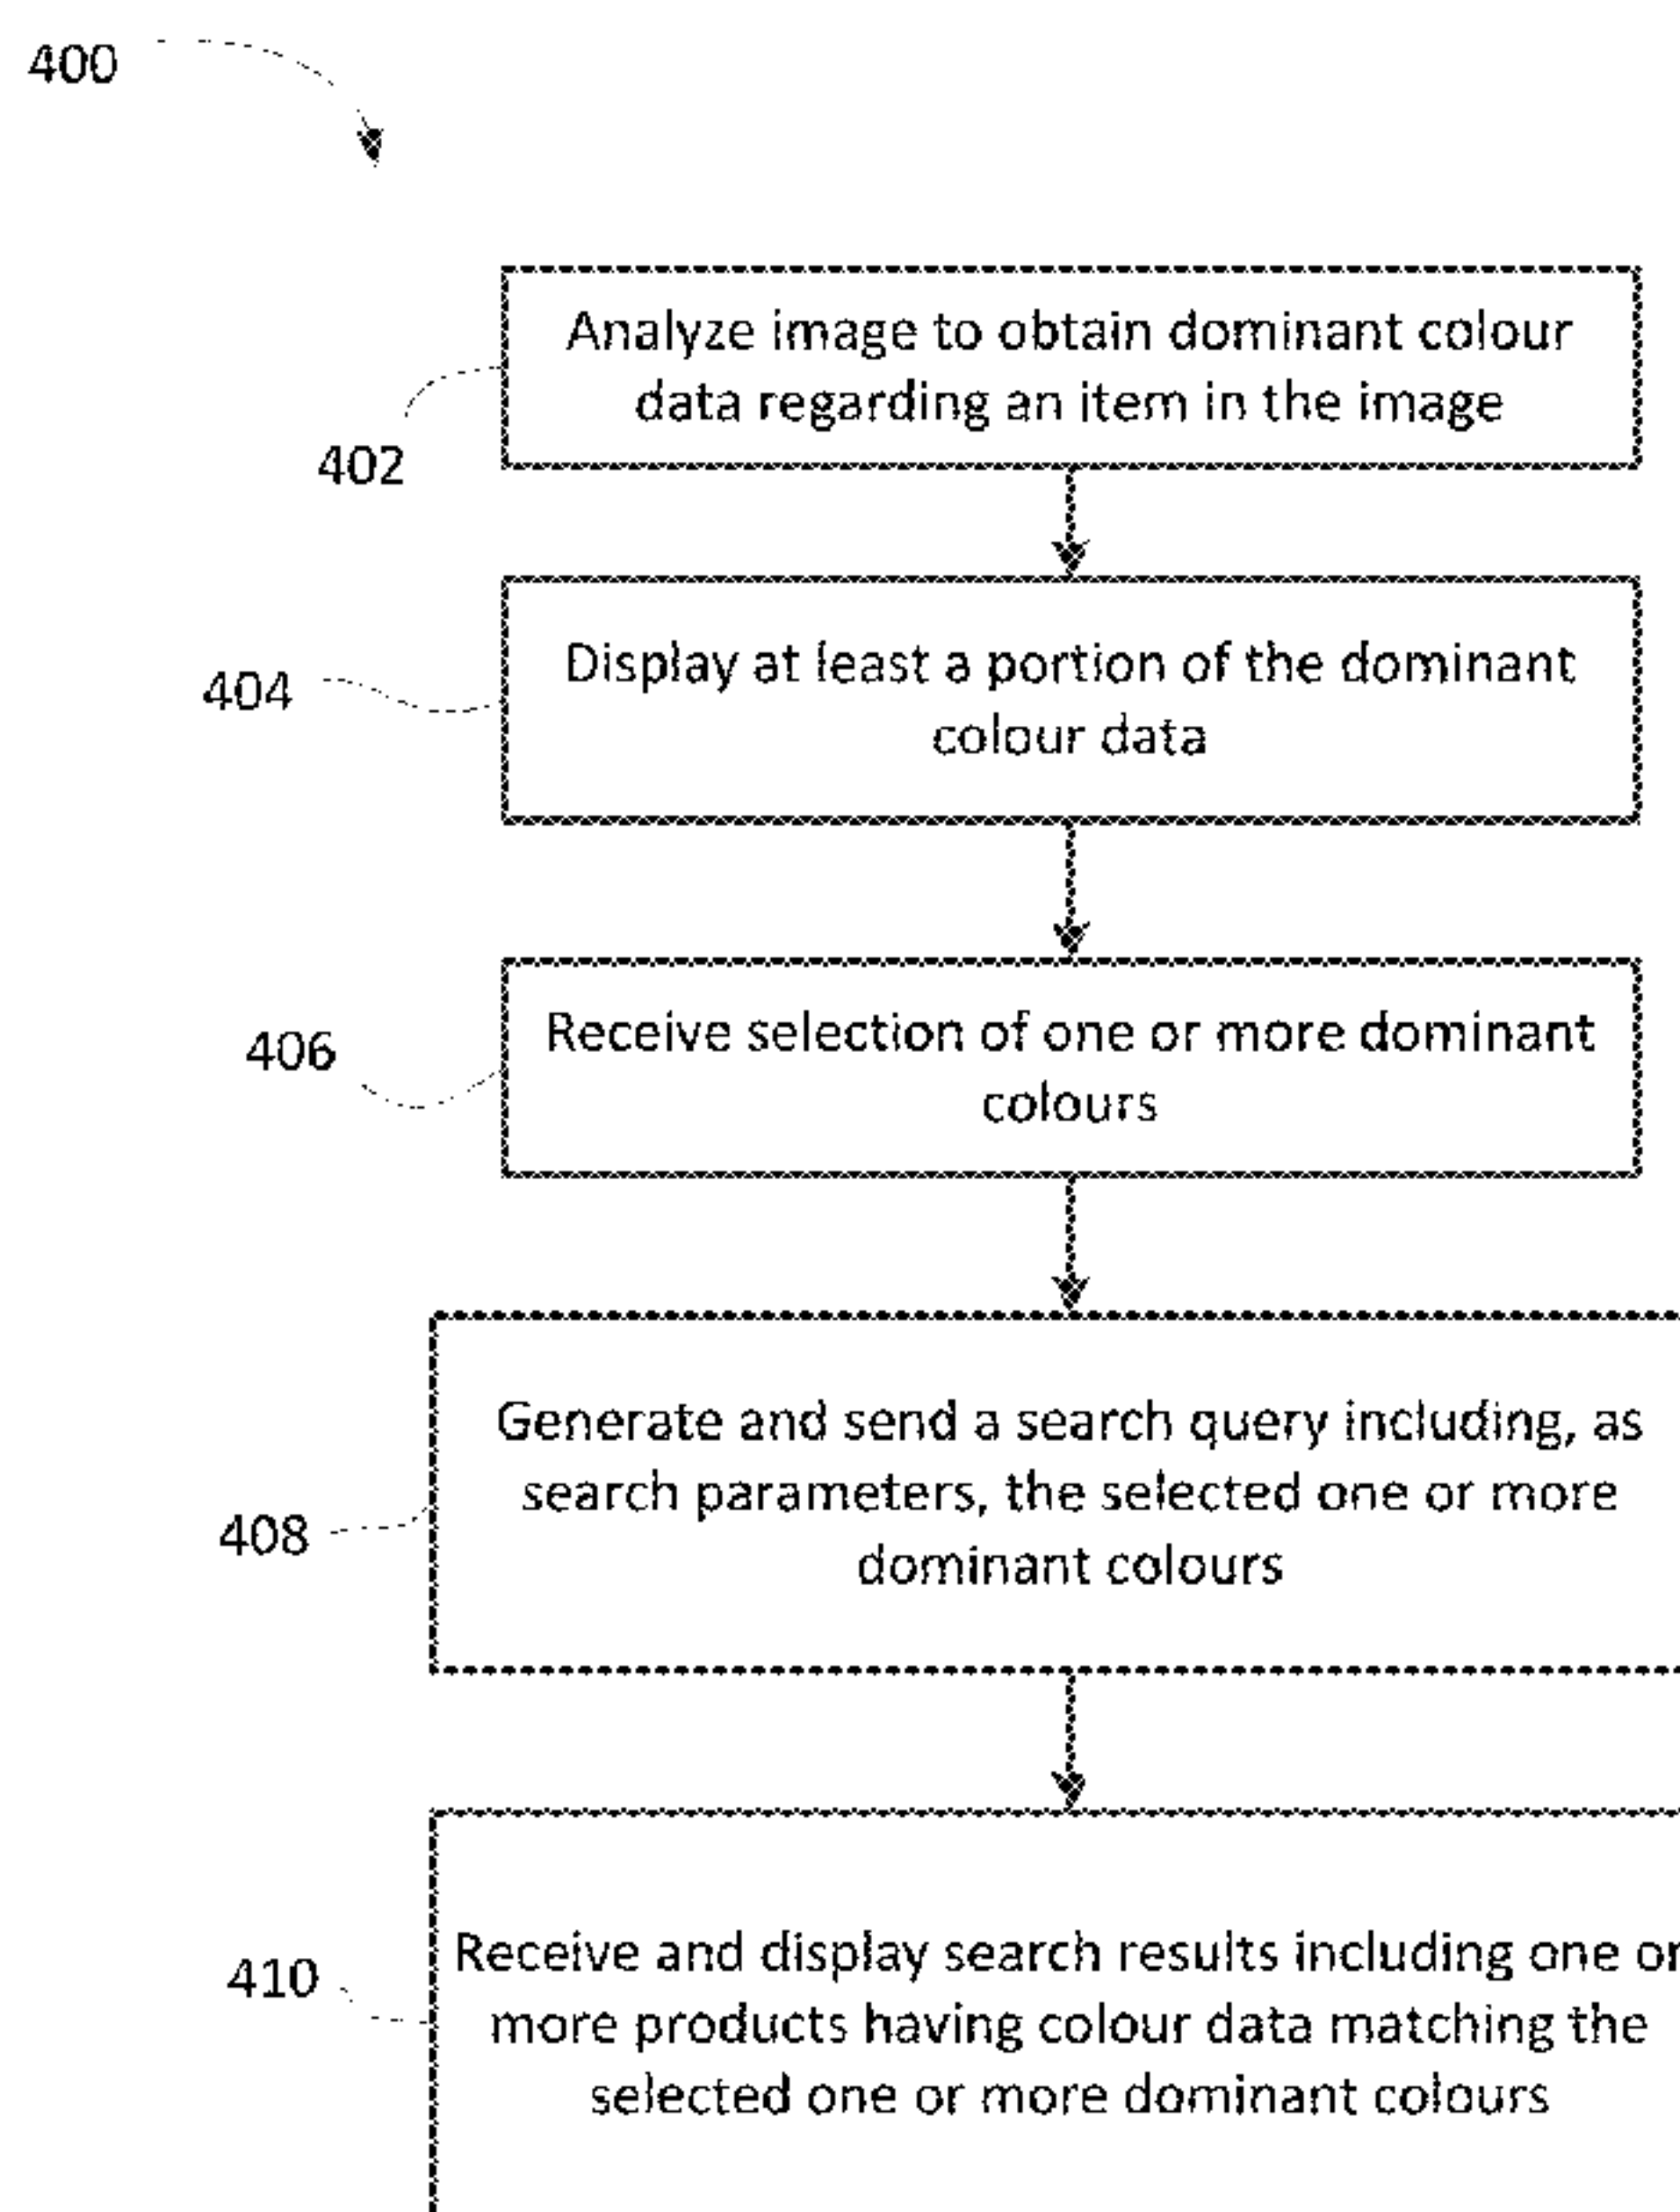 400
Analyze image to obtain dominant colour
data regarding an item in the image
402
Display at least a portion of the dominant
colour data
404
Receive selection of one or more dominant
colours
406
Generate and send a search query including, as
search parameters, the selected one or more
dominant colours
408
Receive and display search results including one or
more products having colour data matching the
selected one or more dominant colours
410